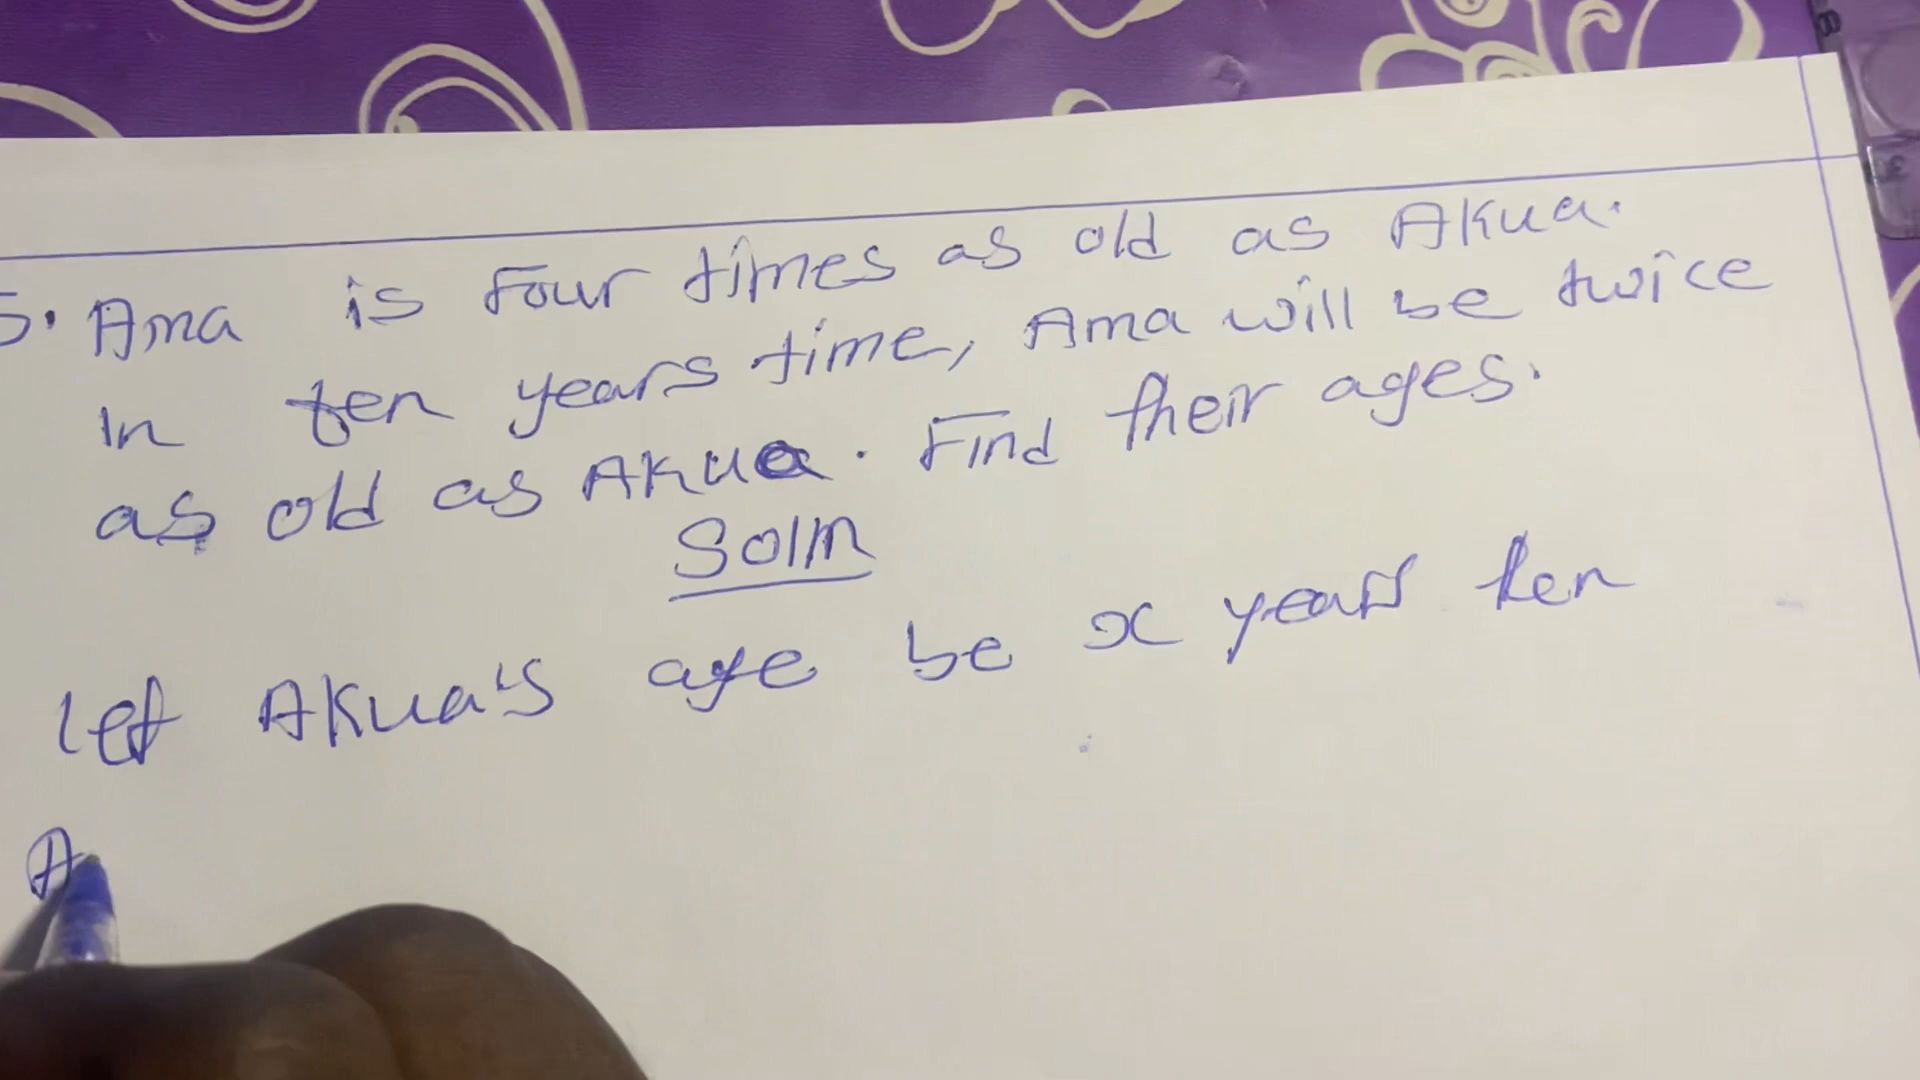 5. Ama is four times as old as Akua.
In ten years time, Ama will be twice
as old as Akua. Find their ages.
Soln
Let Akua's age be x years then
A